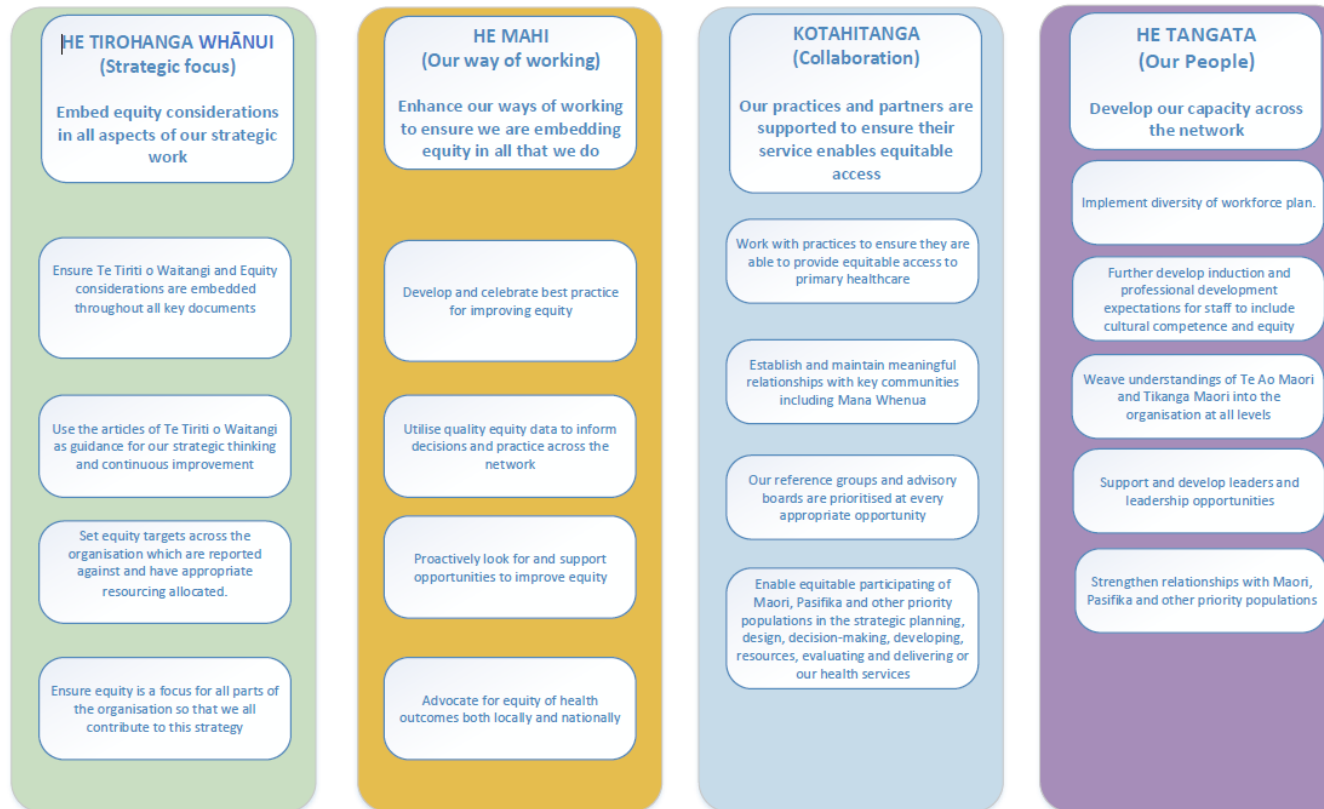 HE TIROHANGA WHĀNUI
(Strategic focus)
Embed equity considerations
in all aspects of our strategic
work
Ensure Te Tiriti o Waitangi and Equity
considerations are embedded
throughout all key documents
Use the articles of Te Tiriti o Waitangi
as guidance for our strategic thinking
and continuous improvement
Set equity targets across the
organisation which are reported
against and have appropriate
resourcing allocated.
Ensure equity is a focus for all parts of
the organisation so that we all
contribute to this strategy
HE MAHI
(Our way of working)
Enhance our ways of working
to ensure we are embedding
equity in all that we do
Develop and celebrate best practice
for improving equity
Utilise quality equity data to inform
decisions and practice across the
network
Proactively look for and support
opportunities to improve equity
Advocate for equity of health
outcomes both locally and nationally
KOTAHITANGA
(Collaboration)
Our practices and partners are
supported to ensure their
service enables equitable
access
Work with practices to ensure they are
able to provide equitable access to
primary healthcare
Establish and maintain meaningful
relationships with key communities
including Mana Whenua
Our reference groups and advisory
boards are prioritised at every
appropriate opportunity
Enable equitable participating of
Maori, Pasifika and other priority
populations in the strategic planning,
design, decision-making, developing,
resources, evaluating and delivering or
our health services
HE TANGATA
(Our People)
Develop our capacity across
the network
Implement diversity of workforce plan.
Further develop induction and
professional development
expectations for staff to include
cultural competence and equity
Weave understandings of Te Ao Maori
and Tikanga Maori into the
organisation at all levels
Support and develop leaders and
leadership opportunities
Strengthen relationships with Maori,
Pasifika and other priority populations